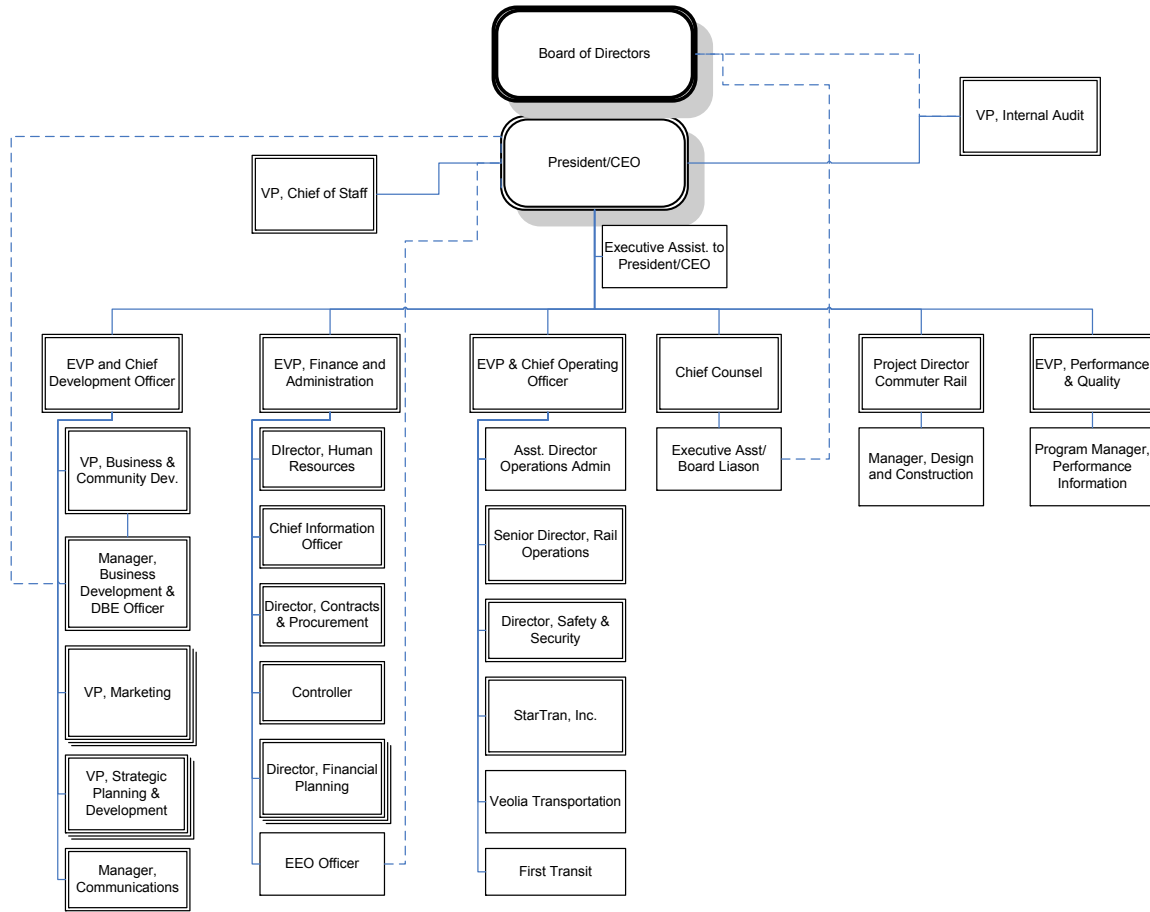 Board of Directors
VP, Internal Audit
President/CEO
VP, Chief of Staff
Executive Assist. to
President/CEO
EVP and Chief
Development Officer
EVP, Finance and
Administration
EVP & Chief Operating
Officer
Chief Counsel
Project Director
Commuter Rail
EVP, Performance
& Quality
VP, Business &
Community Dev.
Manager,
Business
Development &
DBE Officer
VP, Marketing
VP, Strategic
Planning &
Development
Manager,
Communications
DIrector, Human
Resources
Chief Information
Officer
Director, Contracts
& Procurement
Controller
Director, Financial
Planning
EEO Officer
Asst. Director
Operations Admin
Senior Director, Rail
Operations
Director, Safety &
Security
StarTran, Inc.
Veolia Transportation
First Transit
Executive Asst/
Board Liason
Manager, Design
and Construction
Program Manager,
Performance
Information